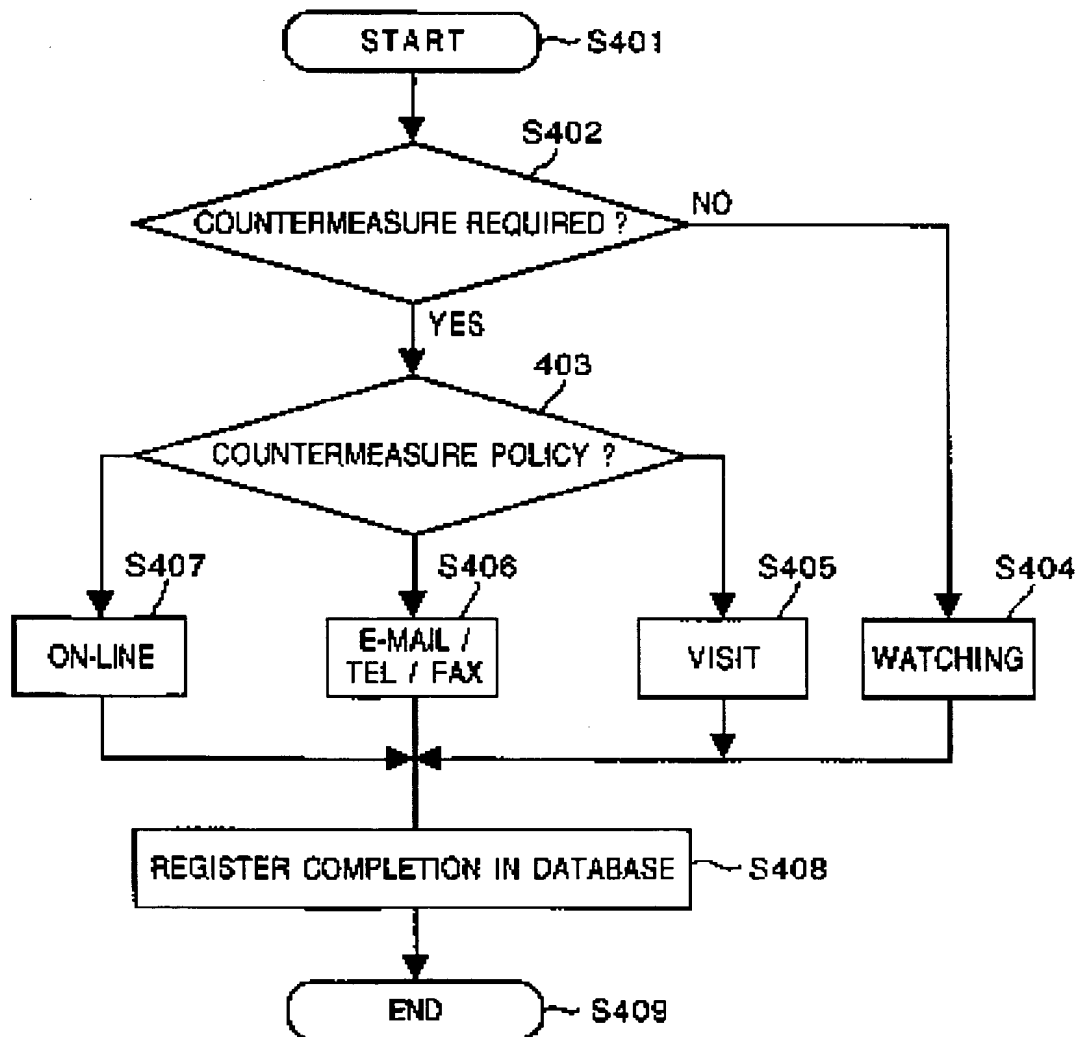 START
S401
S402
COUNTERMEASURE REQUIRED ?
NO
YES
403
COUNTERMEASURE POLICY ?
S407
S406
S405
S404
ON-LINE
E-MAIL /
TEL / FAX
VISIT
WATCHING
REGISTER COMPLETION IN DATABASE
S408
END
S409